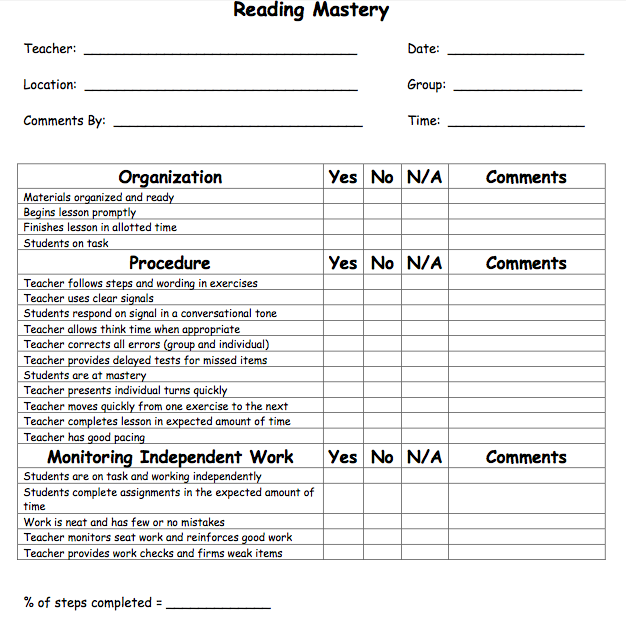 Reading Mastery
Teacher: ___________________________________ Date: _________________
Location: ___________________________________ Group: ________________
Comments By: ________________________________ Time: _________________
Organization Yes No N/A Comments
Materials organized and ready
Begins lesson promptly
Finishes lesson in allotted time
Students on task
Procedure Yes No N/A Comments
Teacher follows steps and wording in exercises
Teacher uses clear signals
Students respond on signal in a conversational tone
Teacher allows think time when appropriate
Teacher corrects all errors (group and individual)
Teacher provides delayed tests for missed items
Students are at mastery
Teacher presents individual turns quickly
Teacher moves quickly from one exercise to the next
Teacher completes lesson in expected amount of time
Teacher has good pacing
Monitoring Independent Work Yes No N/A Comments
Students are on task and working independently
Students complete assignments in the expected amount of
time
Work is neat and has few or no mistakes
Teacher monitors seat work and reinforces good work
Teacher provides work checks and firms weak items
% of steps completed = _____________